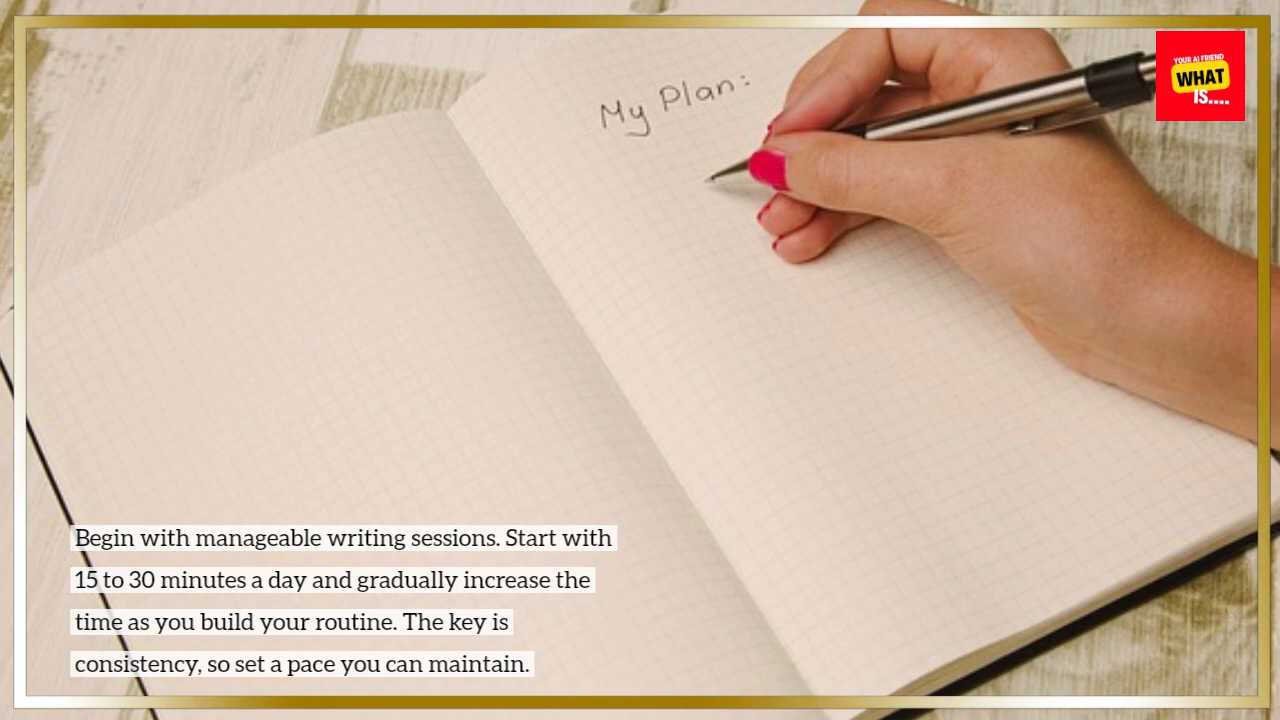 My Plan:
YOUR AI FRIEND
WHAT
IS....
Begin with manageable writing sessions. Start with
15 to 30 minutes a day and gradually increase the
time as you build your routine. The key is
consistency, so set a pace you can maintain.